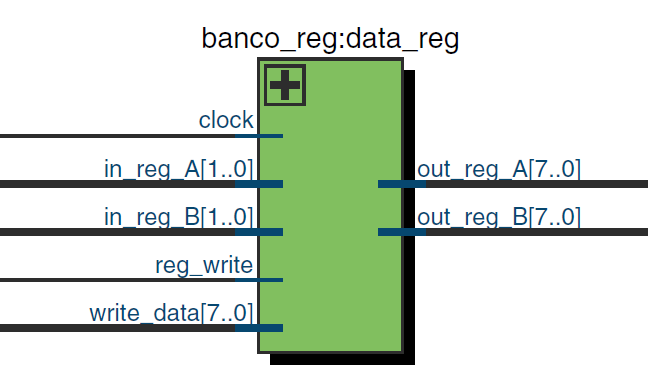 banco_reg:data_reg
clock
in_reg_A[1..0]
out_reg_A[7..0]
in_reg_B[1..0]
out_reg_B[7..0]
reg_write
write_data[7..0]